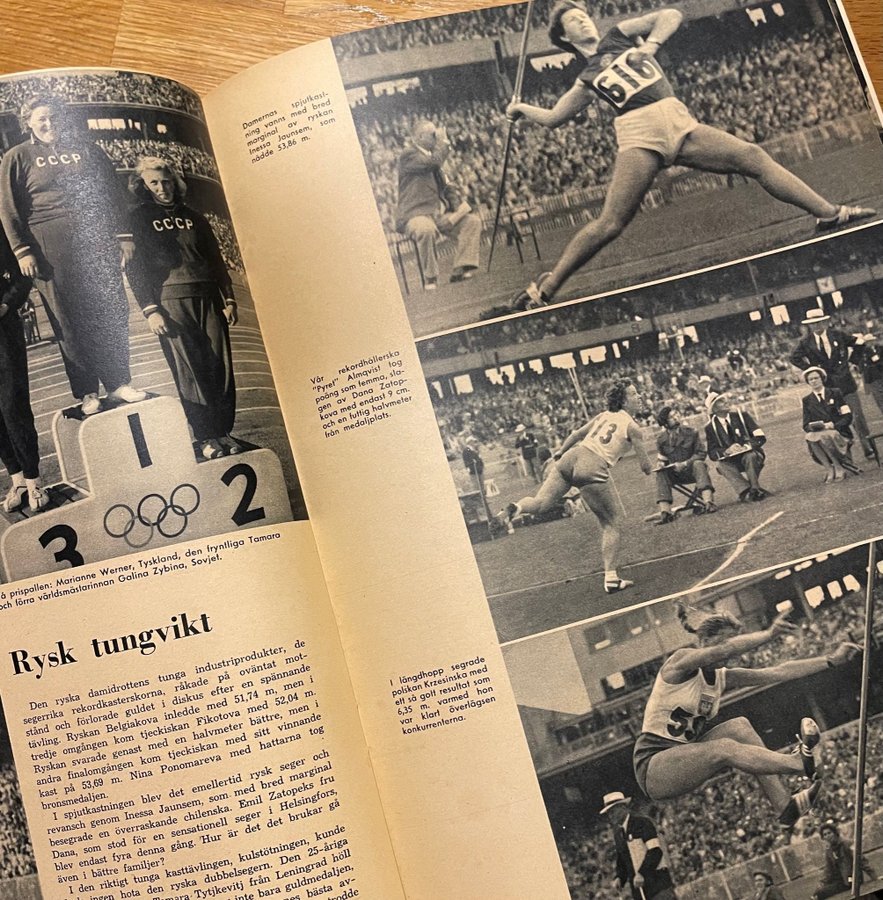 CCCP
CCCP
1
2
3
å prispallen: Marianne Werner, Tyskland, den fryntliga Tamara
och förra världsmästarinnan Galina Zybina, Sovjet.
Rysk tungvikt
Den ryska damidrottens tunga industriprodukter, de
segerrika rekordkasterskorna, råkade på oväntat mot-
stånd och förlorade guldet i diskus efter en spännande
tävling. Ryskan Belgiakova inledde med 51,74 m, men i
tredje omgången kom tjeckiskan Fikotova med 52,04 m.
Ryskan svarade genast med en halvmeter bättre, men i
andra finalomgången kom tjeckiskan med sitt vinnande
kast på 53,69 m. Nina Ponomareva med hattarna tog
bronsmedaljen.
I spjutkastningen blev det emellertid rysk seger och
revansch genom Inessa Jaunsem, som med bred marginal
besegrade en överraskande chilenska. Emil Zatopeks fru
Dana, som stod för en sensationell seger i Helsingfors,
blev endast fyra denna gång. Hur är det det brukar gå
även i bättre familjer?
I den riktigt tunga kasttävlingen, kulstötningen, kunde
hota den ryska dubbelsegern. Den 25-åriga
Tamara Tytjkevitj från Leningrad höll
inte bara guldmedaljen,
bästa av-
Damernas spjutkast-
ning vanns med bred
marginal av ryskan
Inessa Jaunsem, som
nådde 53,86 m.
Vår rekordhållerska
"Pyret" Almqvist tog
poäng som femma, sla-
gen av Dana Zatop-
kova med endast 9 cm-
och en futtig halvmeter
från medaljplats.
I längdhopp segrade
polskan Krzesinska med
ett så gott resultat som
6,35 m, varmed hon
var klart överlägsen
konkurrenterna.
13